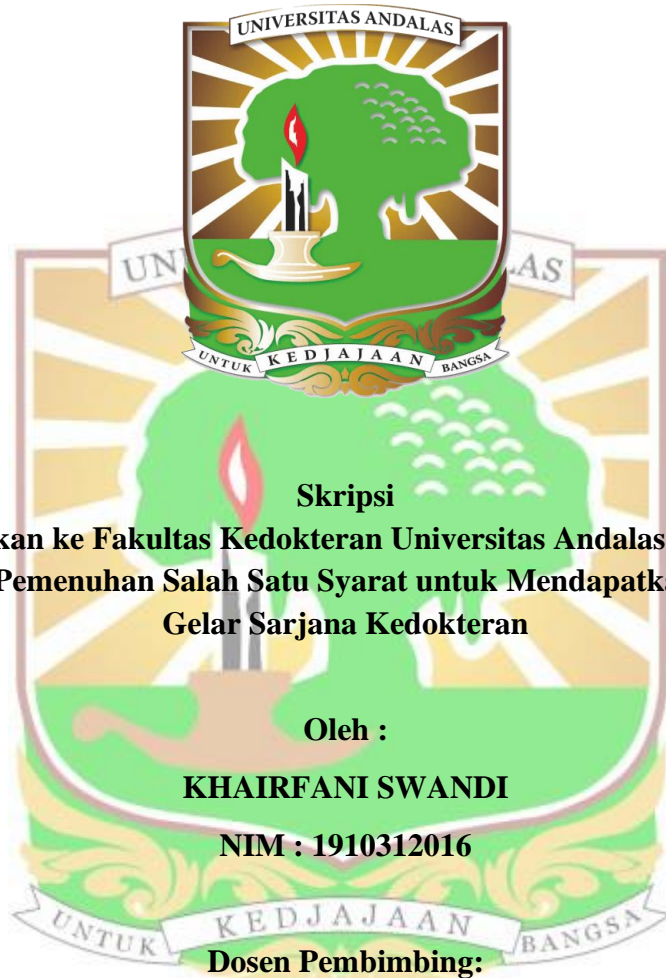 UNIVERSITAS ANDALAS
UNTUK KEDJAJAAN BANGSA
Skripsi
kan ke Fakultas Kedokteran Universitas Andalas
Pemenuhan Salah Satu Syarat untuk Mendapatka
Gelar Sarjana Kedokteran
Oleh :
KHAIRFANI SWANDI
NIM : 1910312016
UNTUK KEDJAJAAN BANGSA
Dosen Pembimbing: